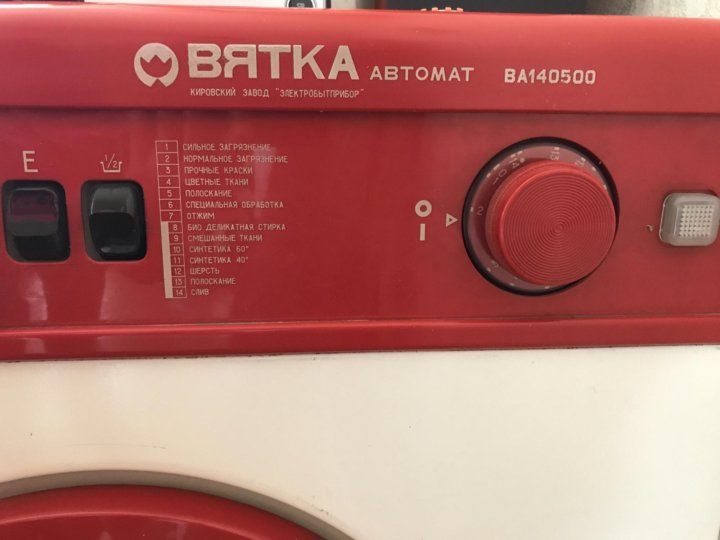 ВЯТКА АВТОМАТ ВА140500
КИРОВСКИЙ ЗАВОД "ЭЛЕКТРОБЫТПРИБОР"
E
1/2
1 СИЛЬНОЕ ЗАГРЯЗНЕНИЕ
2 НОРМАЛЬНОЕ ЗАГРЯЗНЕНИЕ
3 ПРОЧНЫЕ КРАСКИ
4 ЦВЕТНЫЕ ТКАНИ
5 ПОЛОСКАНИЕ
6 СПЕЦИАЛЬНАЯ ОБРАБОТКА
7 ОТЖИМ
8 БИО ДЕЛИКАТНАЯ СТИРКА
9 СМЕШАННЫЕ ТКАНИ
10 СИНТЕТИКА 60°
11 СИНТЕТИКА 40°
12 ШЕРСТЬ
13 ПОЛОСКАНИЕ
14 СЛИВ
O
I
2